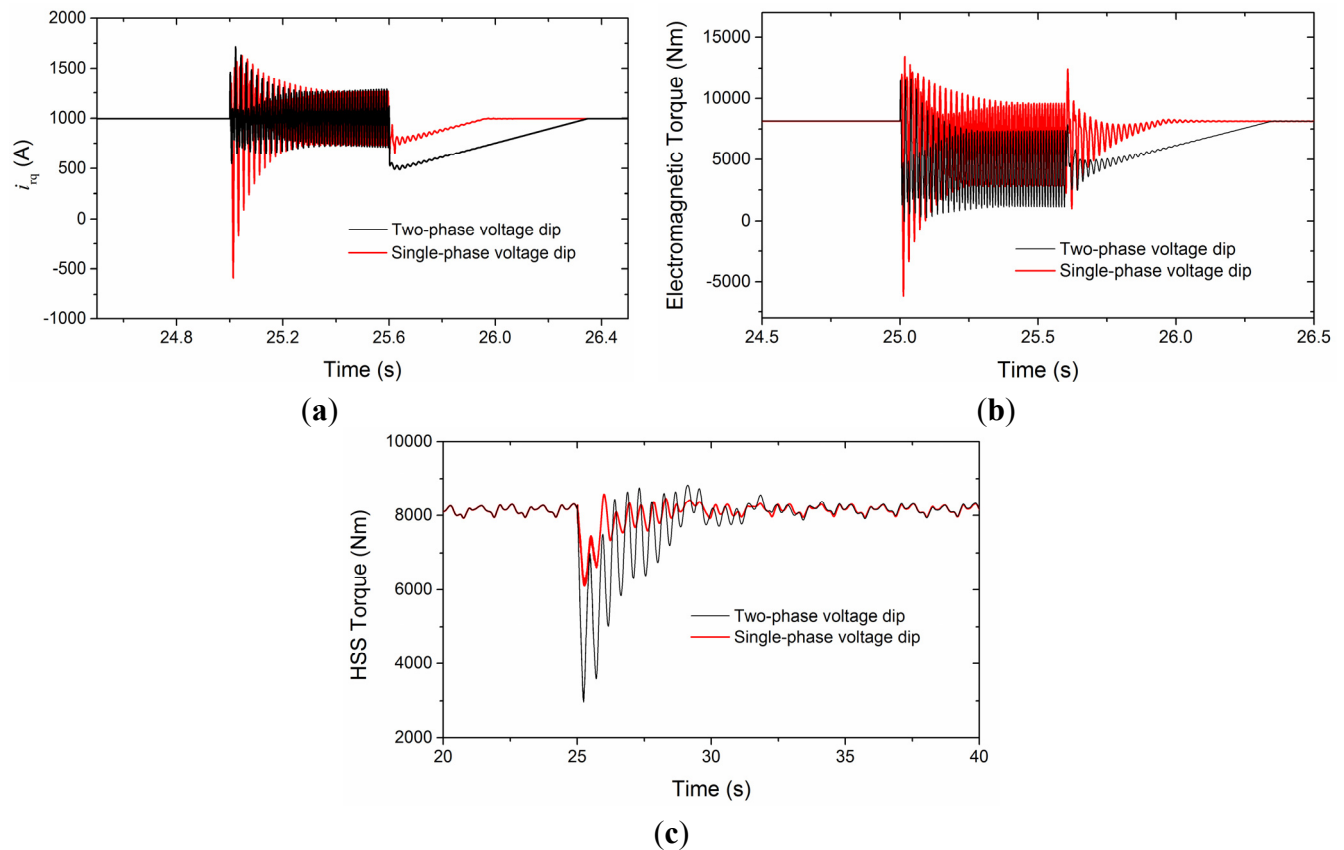 2000
1500
1000
500
0
-500
-1000
i_rq (A)
Two-phase voltage dip
Single-phase voltage dip
24.8 25.2 25.6 26.0 26.4
Time (s)
(a)
15000
10000
5000
0
-5000
Electromagnetic Torque (Nm)
Two-phase voltage dip
Single-phase voltage dip
24.5 25.0 25.5 26.0 26.5
Time (s)
(b)
10000
8000
6000
4000
2000
HSS Torque (Nm)
Two-phase voltage dip
Single-phase voltage dip
20 25 30 35 40
Time (s)
(c)